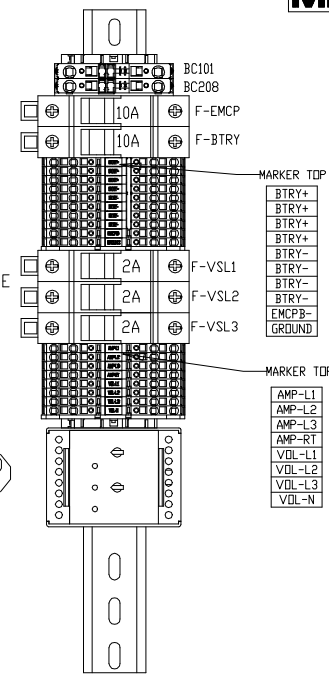 BC101
BC208
10A F-EMCP
10A F-BTRY
MARKER TOP
BTRY+
BTRY+
BTRY+
BTRY+
BTRY-
BTRY-
BTRY-
BTRY-
EMCPB-
GROUND
E
2A F-VSL1
2A F-VSL2
2A F-VSL3
MARKER TOP
AMP-L1
AMP-L2
AMP-L3
AMP-RT
VOL-L1
VOL-L2
VOL-L3
VOL-N